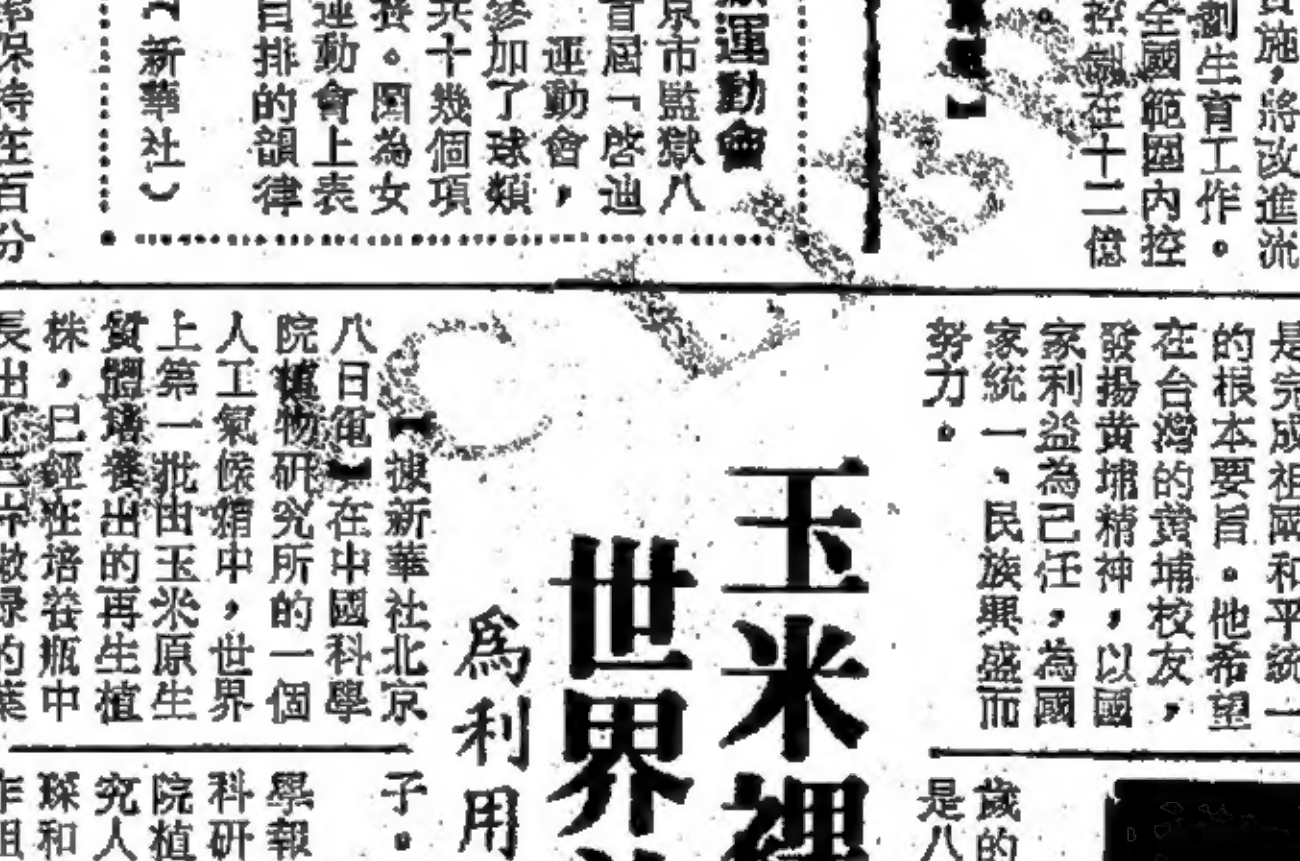 施，將改進流
劃生育工作。
全國範圍內控
控制在十二億
運動會
京市監獄八
首屆「啓迪
運動會，
參加了球類
共十幾個項
賽。圖為女
運動會上表
自排的韻律
（新華社）
保持在百分
是完成祖國和平統一
的根本要旨。他希望
在台灣的黃埔校友，
發揚黃埔精神，以國
家利益為己任，為國
家統一、民族興盛而
努力。
歲的
是八
玉米裡
世界
為利用
【據新華社北京
八日電】在中國科學
院植物研究所的一個
人工氣候箱中，世界
上第一批由玉米原生
質體培養出的再生植
株，已經在培養瓶中
長出了
的葉
子。
學報
科研
院植
究人
琛和
作組